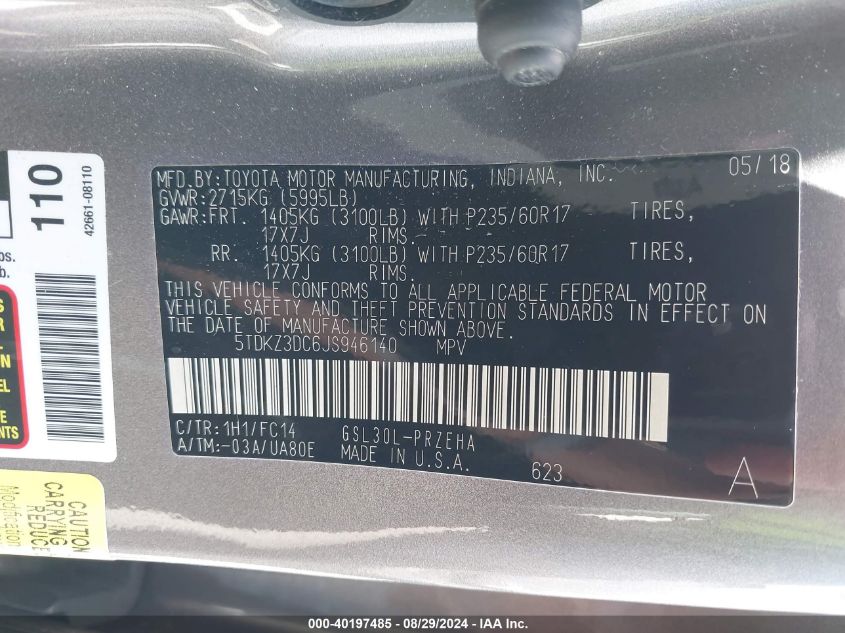 110
42661-08110
bs.
b.
MFD.BY:TOYOTA MOTOR MANUFACTURING, INDIANA, INC. 05/18
GVWR:2715KG (5995LB)
GAWR:FRT. 1405KG (3100LB) WITH P235/60R17 TIRES,
17X7J RIMS.
RR. 1405KG (3100LB) WITH P235/60R17 TIRES,
17X7J RIMS.
THIS VEHICLE CONFORMS TO ALL APPLICABLE FEDERAL MOTOR
VEHICLE SAFETY AND THEFT PREVENTION STANDARDS IN EFFECT ON
THE DATE OF MANUFACTURE SHOWN ABOVE.
5TDKZ3DC6JS946140 MPV
C/TR:1H1/FC14 GSL30L-PRZEHA
A/TM:-03A/UA80E MADE IN U.S.A. 623 A
CAUTION
CARRYING
REDUCE
Modification
000-40197485 | 08/29/2024 | IAA Inc.